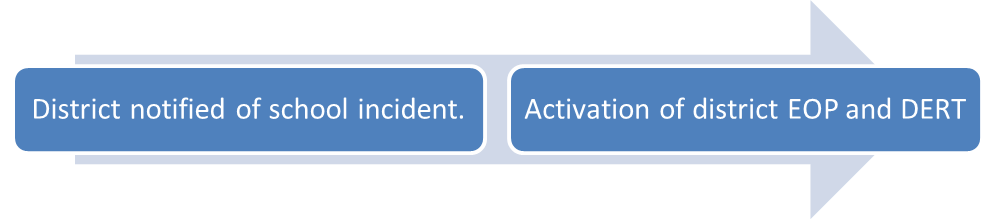 District notified of school incident.
Activation of district EOP and DERT